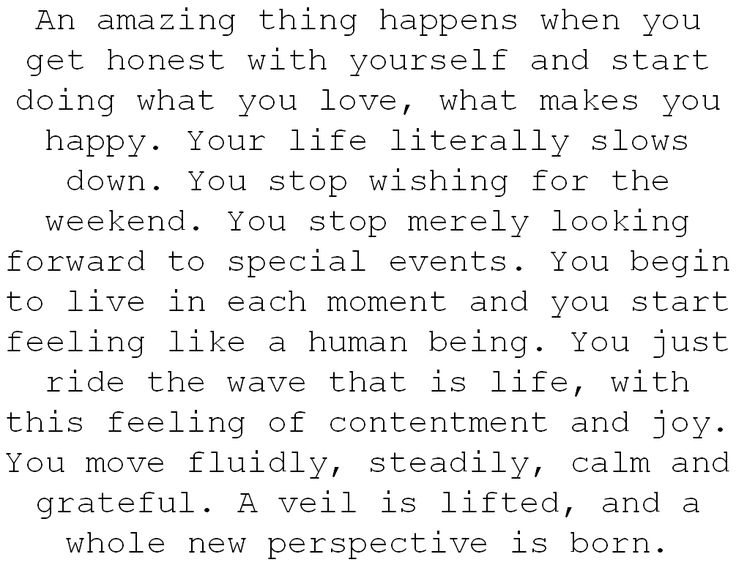 An amazing thing happens when you
get honest with yourself and start
doing what you love, what makes you
happy. Your life literally slows
down. You stop wishing for the
weekend. You stop merely looking
forward to special events. You begin
to live in each moment and you start
feeling like a human being. You just
ride the wave that is life, with
this feeling of contentment and joy.
You move fluidly, steadily, calm and
grateful. A veil is lifted, and a
whole new perspective is born.